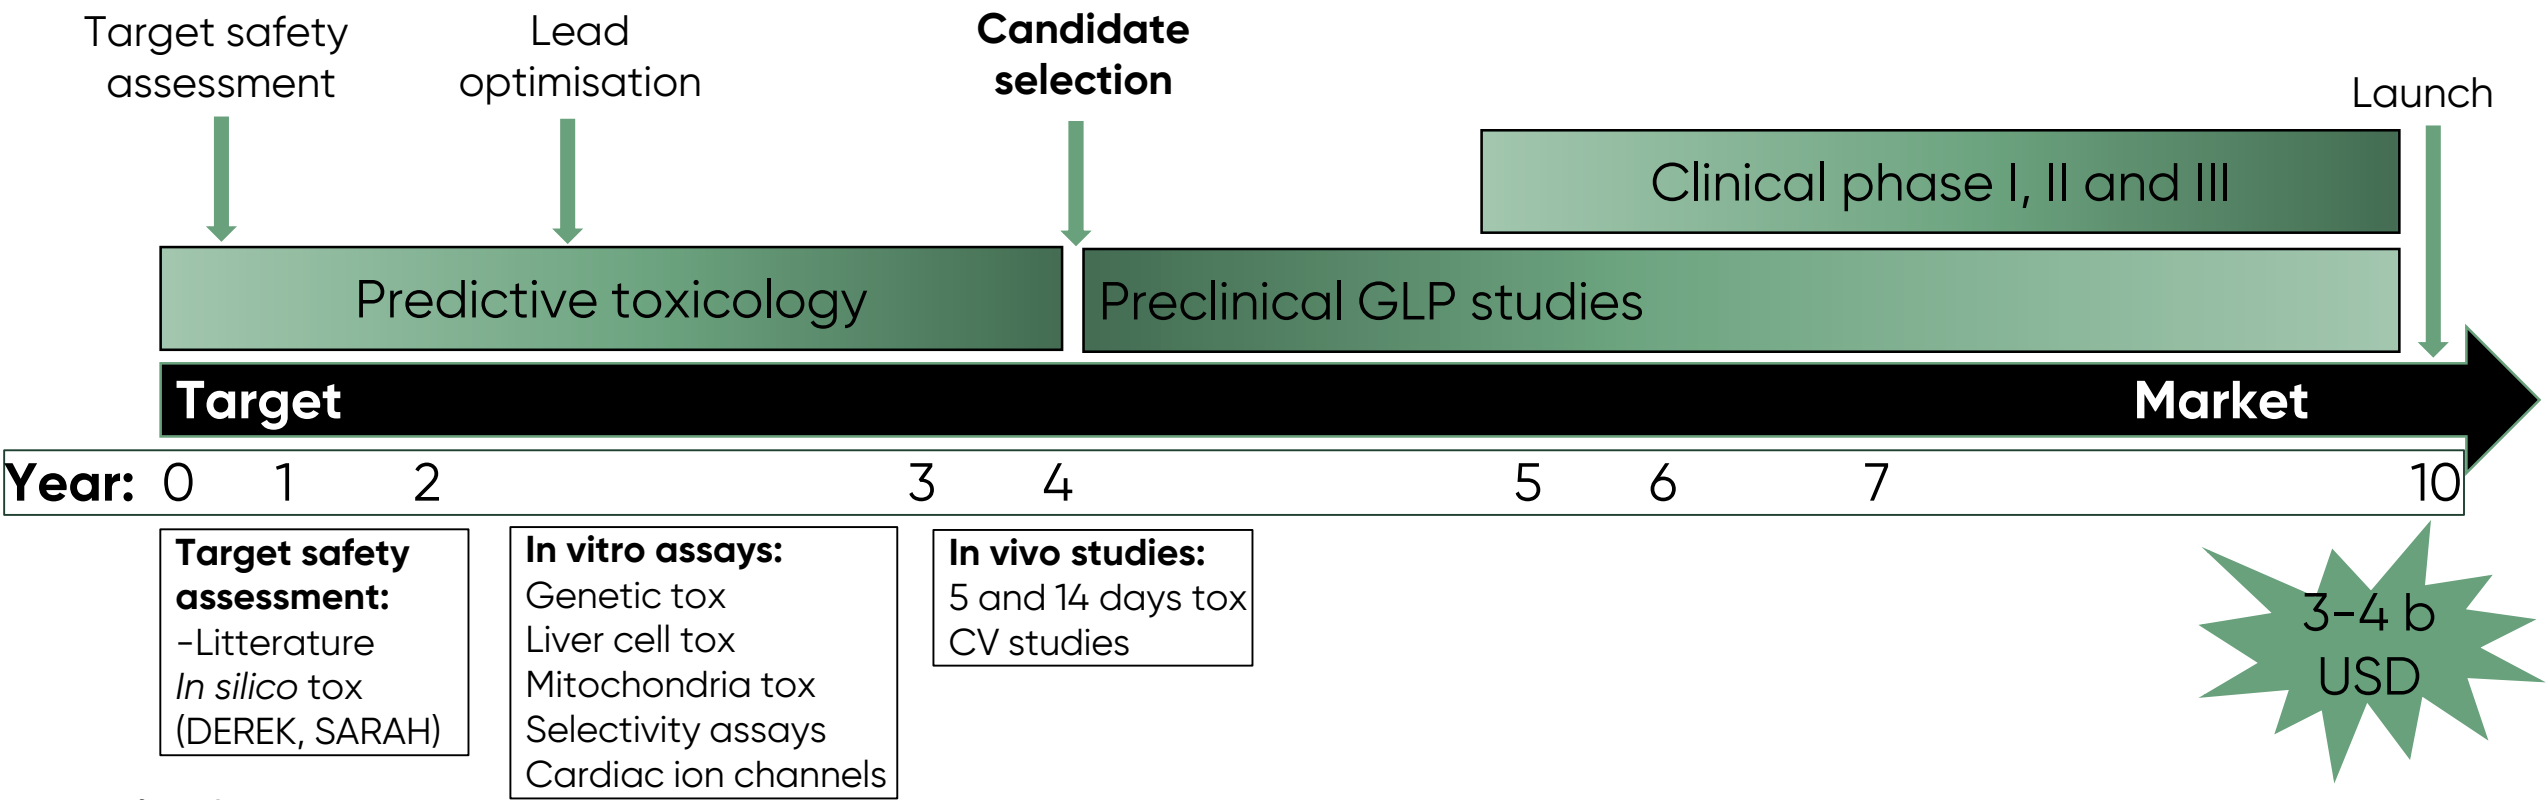 Target safety
assessment
Lead
optimisation
Candidate
selection
Launch
Clinical phase I, II and III
Predictive toxicology
Preclinical GLP studies
Target
Market
Year: 0 1 2 3 4 5 6 7 10
Target safety
assessment:
-Litterature
In silico tox
(DEREK, SARAH)
In vitro assays:
Genetic tox
Liver cell tox
Mitochondria tox
Selectivity assays
Cardiac ion channels
In vivo studies:
5 and 14 days tox
CV studies
3-4 b
USD